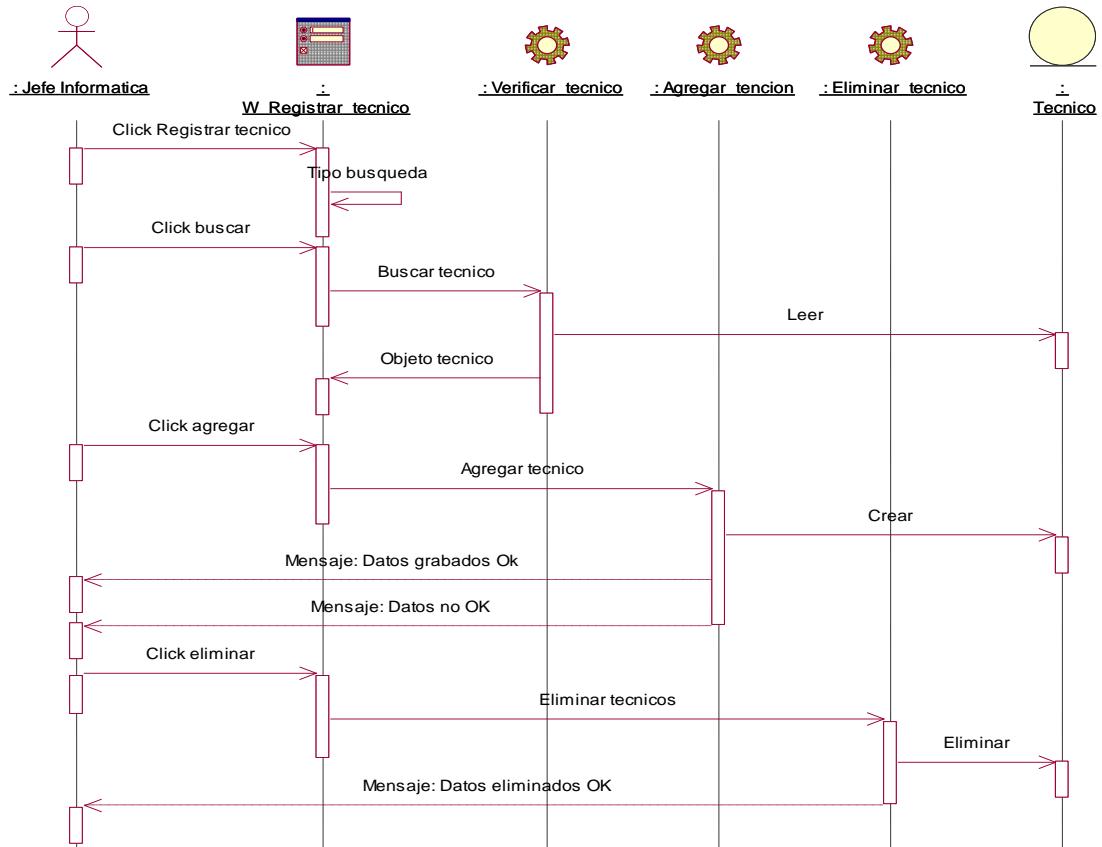 : Jefe Informatica
:
W_Registrar_tecnico
: Verificar_tecnico
: Agregar_tencion
: Eliminar_tecnico
:
Tecnico
Click Registrar tecnico
Tipo busqueda
Click buscar
Buscar tecnico
Leer
Objeto tecnico
Click agregar
Agregar tecnico
Crear
Mensaje: Datos grabados Ok
Mensaje: Datos no OK
Click eliminar
Eliminar tecnicos
Eliminar
Mensaje: Datos eliminados OK